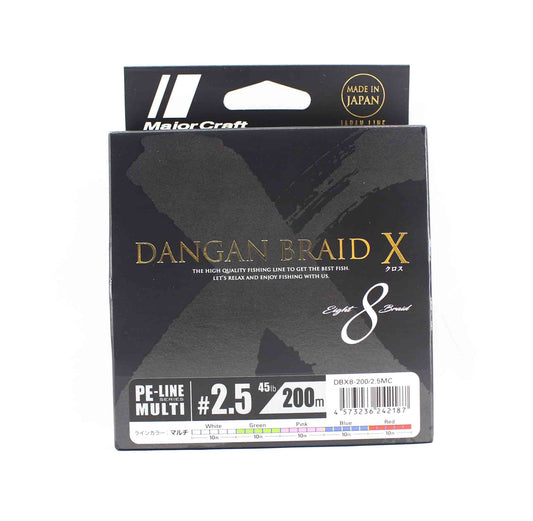 Major Craft
MADE IN
JAPAN
JAPAN LINE
DANGAN BRAID X
クロス
THE HIGH QUALITY FISHING LINE TO GET THE BEST FISH.
LET'S RELAX AND ENJOY FISHING WITH US.
Eight 8 Braid
PE-LINE
SERIES
MULTI
#2.5
45lb
200m
DBX8-200/2.5MC
4 573236 242187
ラインカラー：マルチ
White Green Pink Blue Red
10m 10m 10m 10m 10m